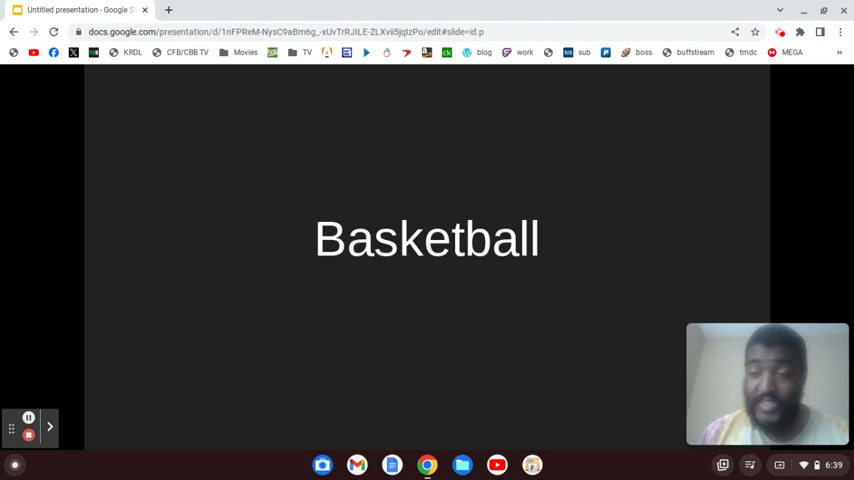 Untitled presentation - Google S
docs.google.com/presentation/d/1nFPReM-NysC9aBm6g_-xUvTrRJILE-ZLXvii5jqIzPo/edit#slide=id.p
KRDL
CFB/CBB TV
Movies
TV
ck
blog
work
sub
boss
buffstream
tmdc
MEGA
Basketball
6:39